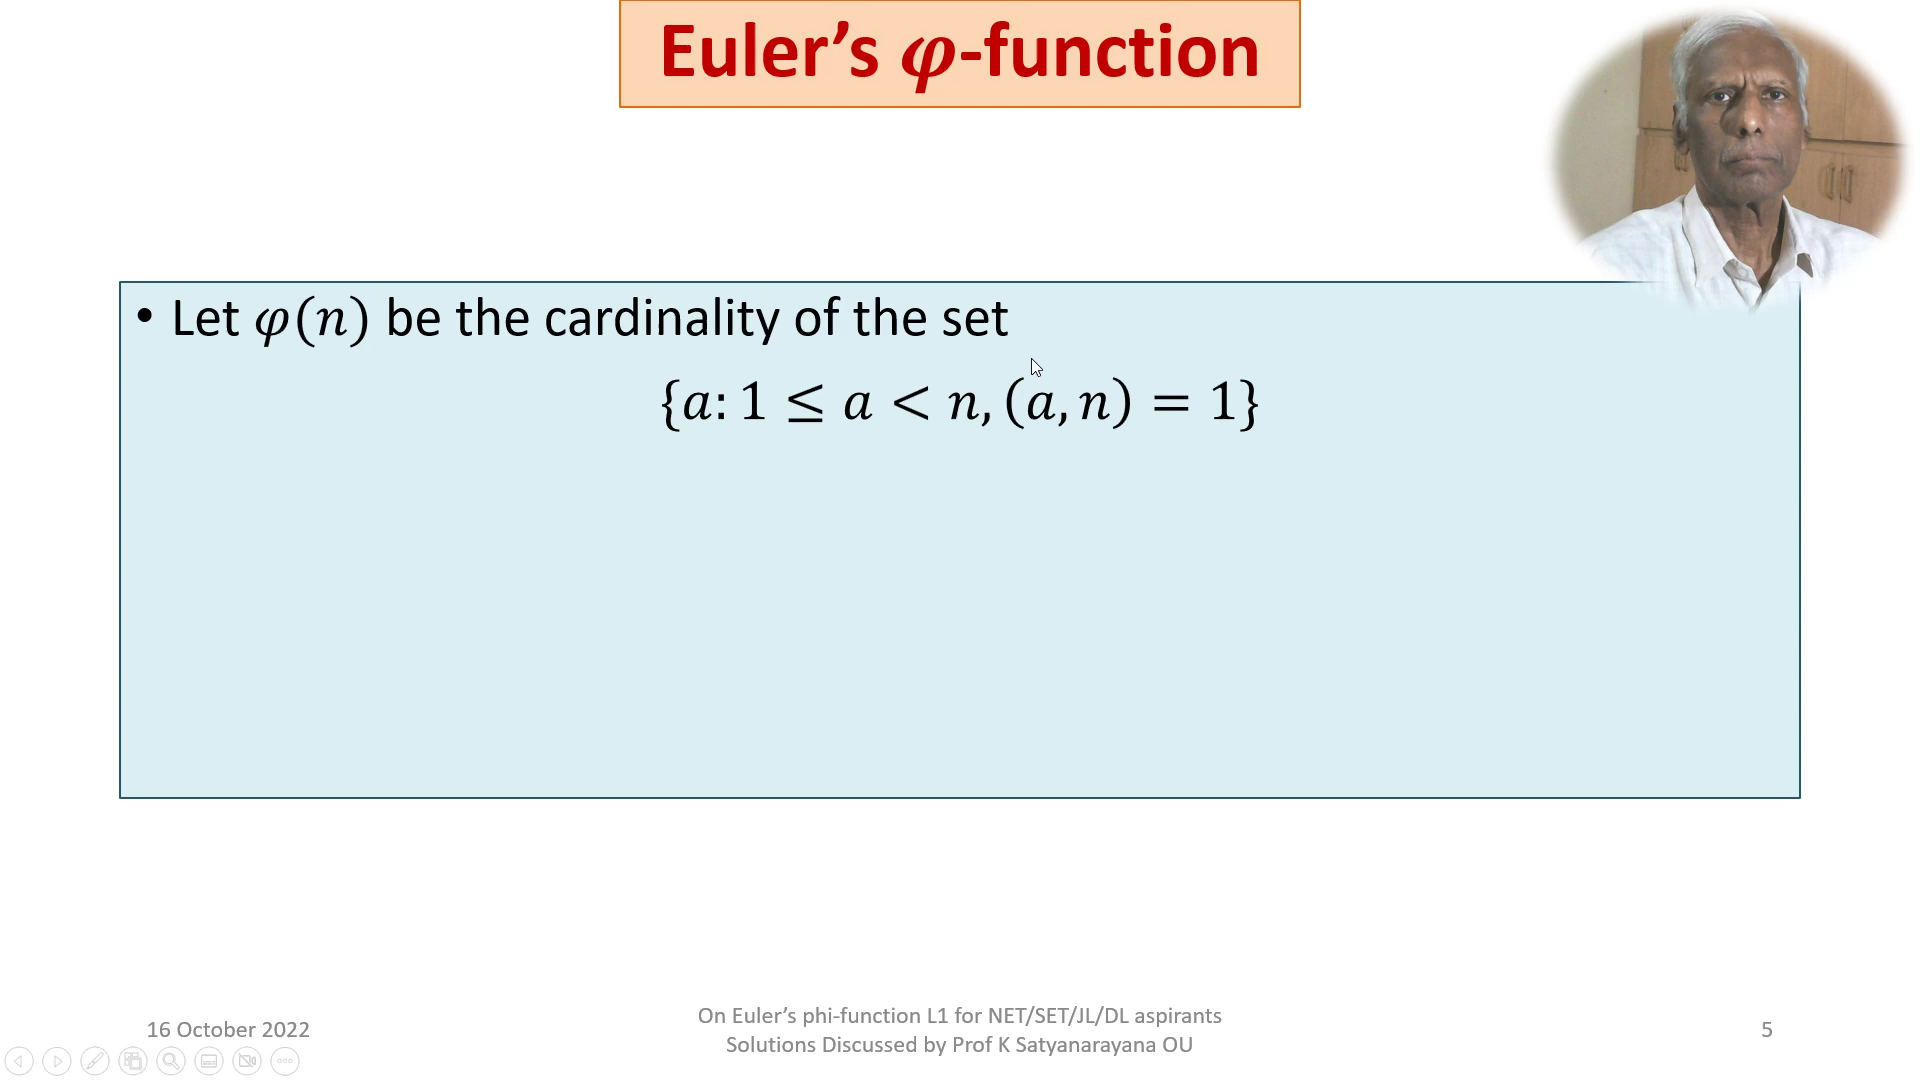 Euler’s 𝝋-function
• Let 𝜑(𝑛) be the cardinality of the set
{𝑎: 1 ≤ 𝑎 < 𝑛, (𝑎, 𝑛) = 1}
16 October 2022
On Euler’s phi-function L1 for NET/SET/JL/DL aspirants
Solutions Discussed by Prof K Satyanarayana OU
5